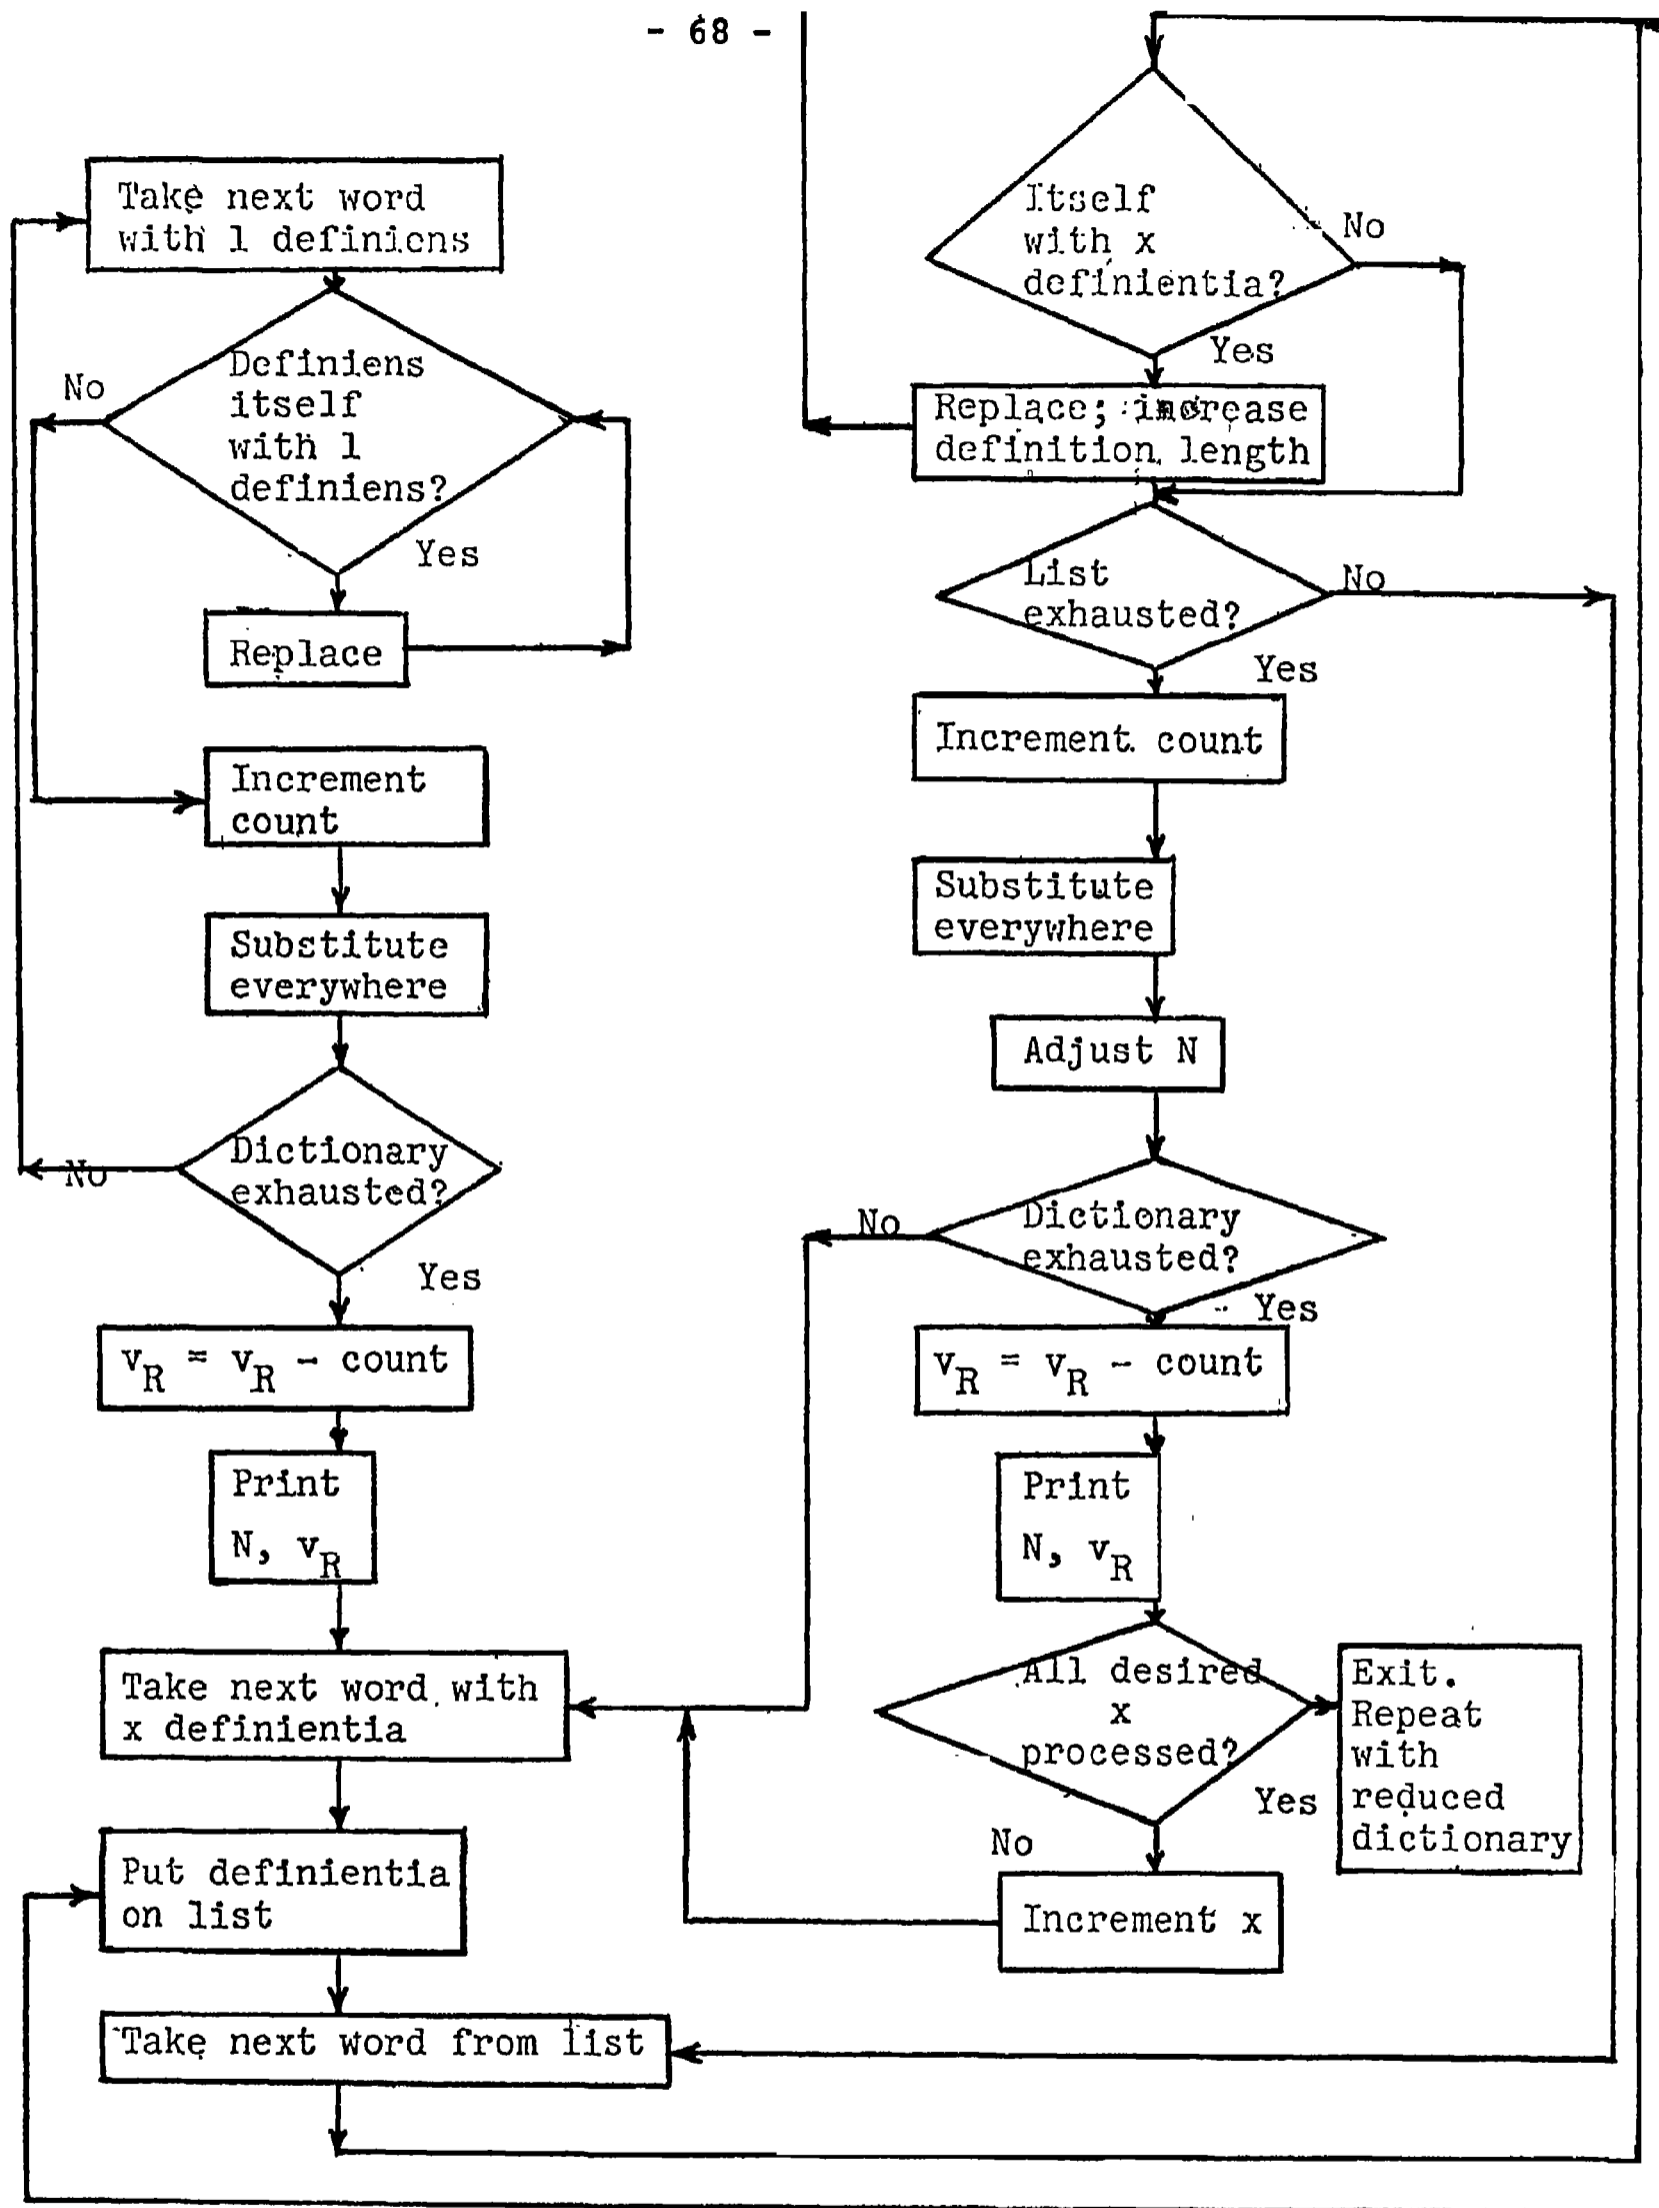 - 68 -
Take next word
with 1 definiens
Definiens
itself
with 1
definiens?
No
Yes
Replace
Increment
count
Substitute
everywhere
Dictionary
exhausted?
No
Yes
vR = vR - count
Print
N, vR
Take next word with
x definientia
Put definientia
on list
Take next word from list
Itself
with x
definientia?
No
Yes
Replace; increase
definition length
List
exhausted?
No
Yes
Increment count
Substitute
everywhere
Adjust N
Dictionary
exhausted?
No
Yes
vR = vR - count
Print
N, vR
All desired
x
processed?
Yes
No
Exit.
Repeat
with
reduced
dictionary
Increment x